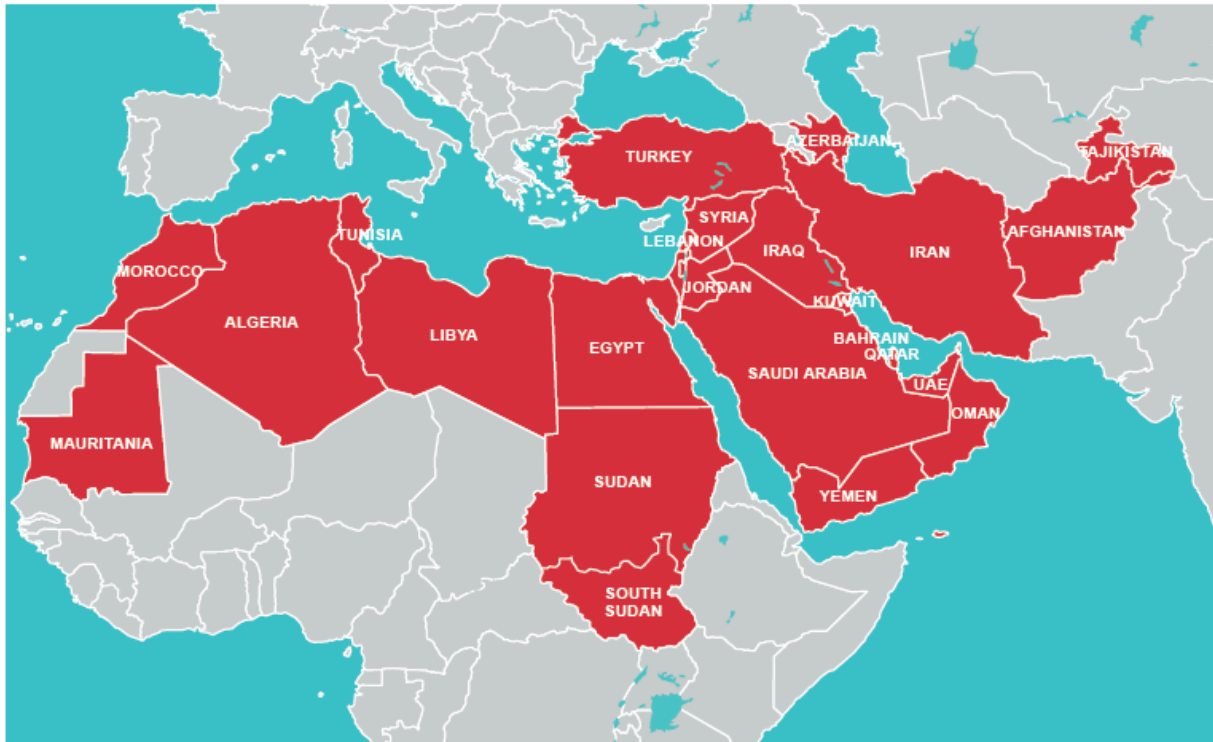 AZERBAIJAN
TAJIKISTAN
TURKEY
SYRIA
AFGHANISTAN
TUNISIA
LEBANON
IRAQ
IRAN
MOROCCO
JORDAN
KUWAIT
ALGERIA
LIBYA
EGYPT
BAHRAIN
QATAR
SAUDI ARABIA
UAE
OMAN
MAURITANIA
SUDAN
YEMEN
SOUTH
SUDAN